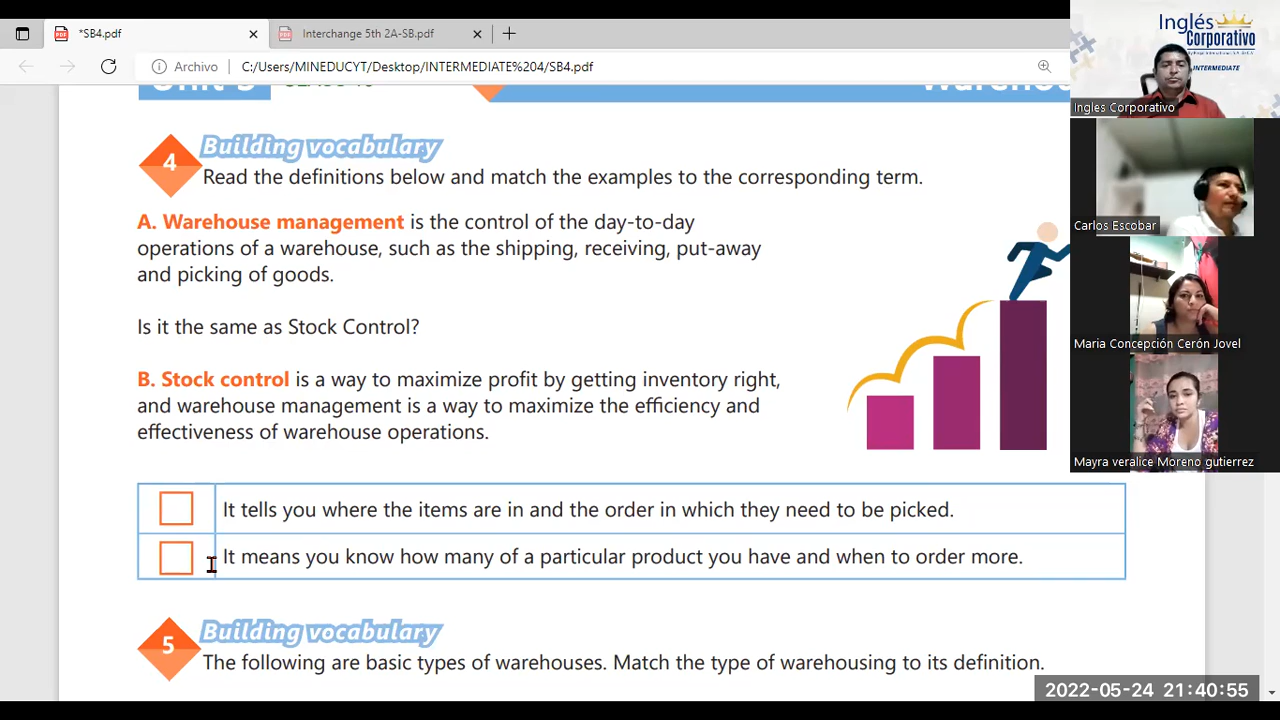 *SB4.pdf
Interchange 5th 2A-SB.pdf
Archivo
C:/Users/MINEDUCYT/Desktop/INTERMEDIATE%204/SB4.pdf
Inglés
Corporativo
INTERMEDIATE
Ingles Corporativo
Carlos Escobar
Maria Concepción Cerón Jovel
Mayra veralice Moreno gutierrez
4
Building vocabulary
Read the definitions below and match the examples to the corresponding term.
A. Warehouse management is the control of the day-to-day
operations of a warehouse, such as the shipping, receiving, put-away
and picking of goods.
Is it the same as Stock Control?
B. Stock control is a way to maximize profit by getting inventory right,
and warehouse management is a way to maximize the efficiency and
effectiveness of warehouse operations.
It tells you where the items are in and the order in which they need to be picked.
It means you know how many of a particular product you have and when to order more.
5
Building vocabulary
The following are basic types of warehouses. Match the type of warehousing to its definition.
2022-05-24 21:40:55